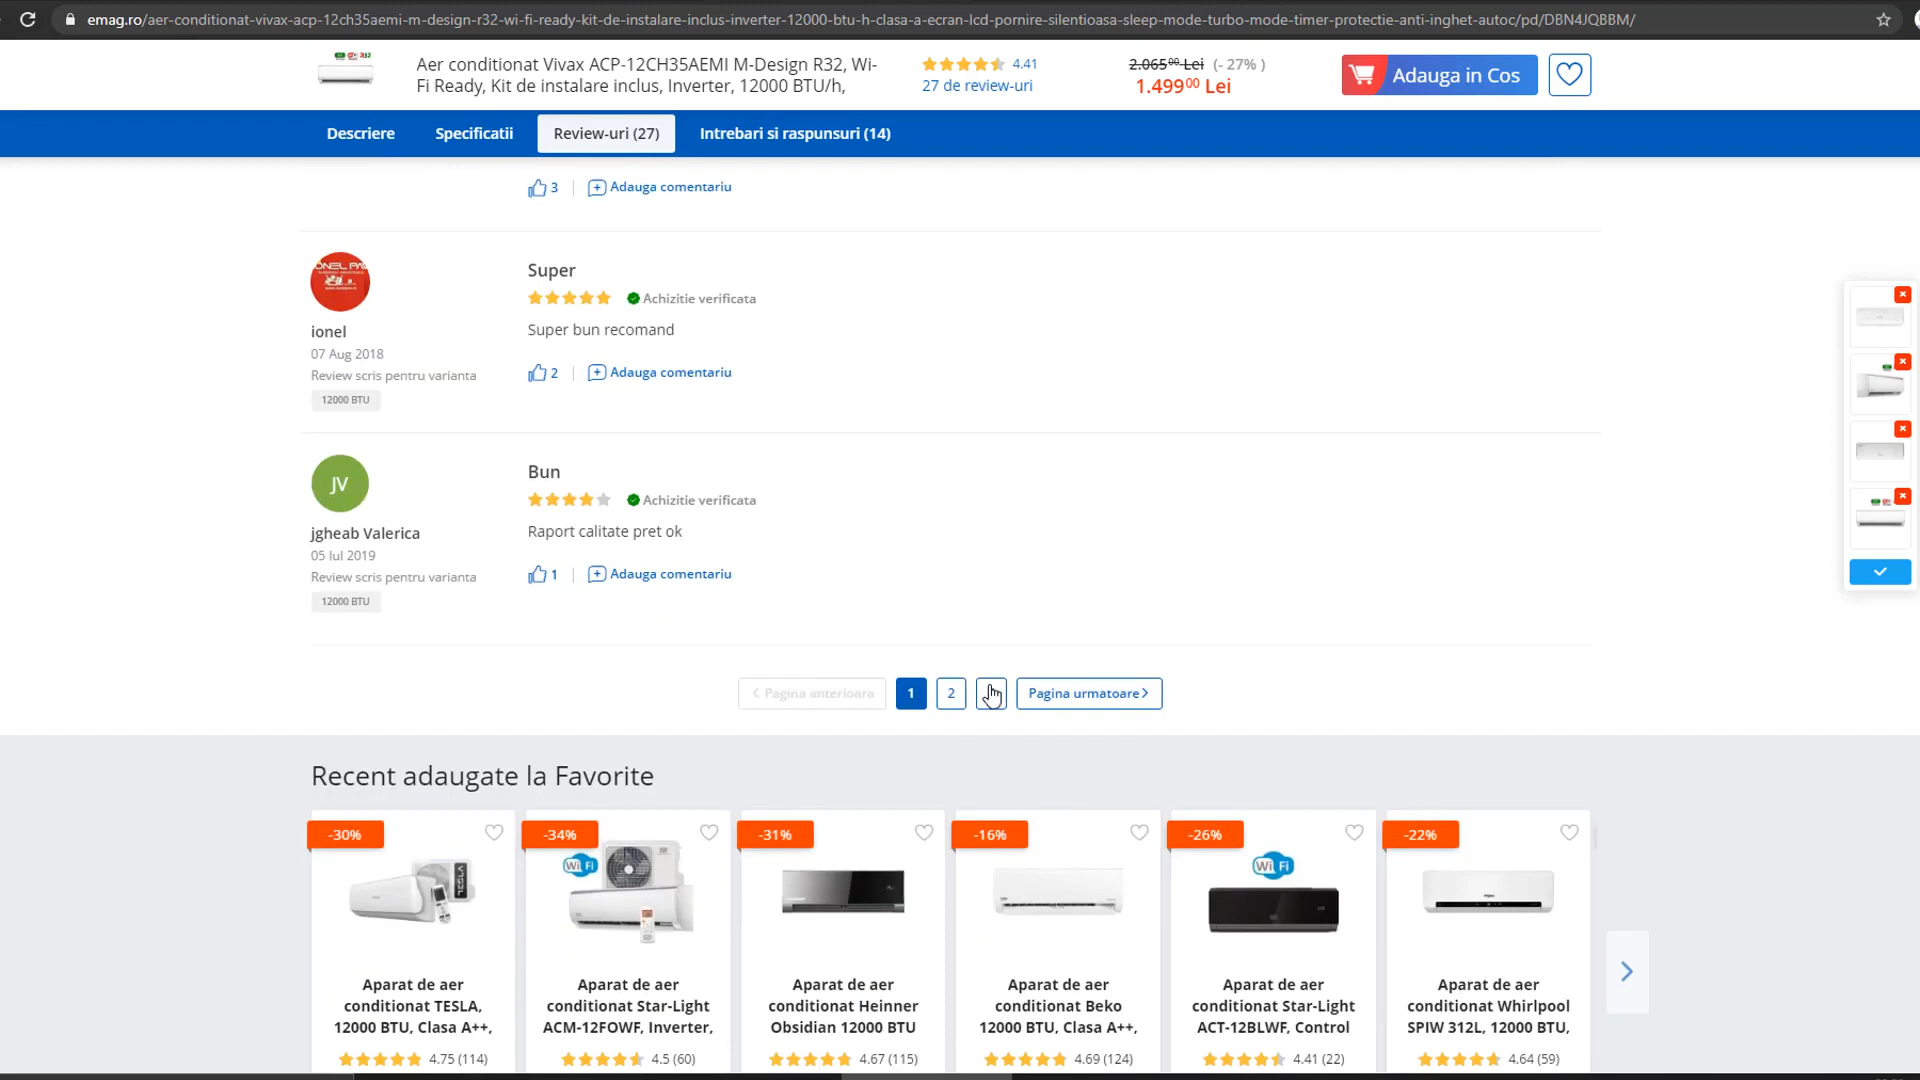 emag.ro/aer-conditionat-vivax-acp-12ch35aemi-m-design-r32-wi-fi-ready-kit-de-instalare-inclus-inverter-12000-btu-h-clasa-a-ecran-lcd-pornire-silentioasa-sleep-mode-turbo-mode-timer-protectie-anti-inghet-autoc/pd/DBN4JQBBM/
Aer conditionat Vivax ACP-12CH35AEMI M-Design R32, Wi-
Fi Ready, Kit de instalare inclus, Inverter, 12000 BTU/h,
4.41
27 de review-uri
2.065⁰⁰ Lei (- 27% )
1.499⁰⁰ Lei
Adauga in Cos
Descriere Specificatii Review-uri (27) Intrebari si raspunsuri (14)
3 | Adauga comentariu
ionel
07 Aug 2018
Review scris pentru varianta
12000 BTU
Super
Achizitie verificata
Super bun recomand
2 | Adauga comentariu
JV
jgheab Valerica
05 Iul 2019
Review scris pentru varianta
12000 BTU
Bun
Achizitie verificata
Raport calitate pret ok
1 | Adauga comentariu
Pagina anterioara 1 2 Pagina urmatoare
Recent adaugate la Favorite
-30%
Aparat de aer
conditionat TESLA,
12000 BTU, Clasa A++,
4.75 (114)
-34%
Wi Fi
Aparat de aer
conditionat Star-Light
ACM-12FOWF, Inverter,
4.5 (60)
-31%
Aparat de aer
conditionat Heinner
Obsidian 12000 BTU
4.67 (115)
-16%
Aparat de aer
conditionat Beko
12000 BTU, Clasa A++,
4.69 (124)
-26%
Wi Fi
Aparat de aer
conditionat Star-Light
ACT-12BLWF, Control
4.41 (22)
-22%
Aparat de aer
conditionat Whirlpool
SPIW 312L, 12000 BTU,
4.64 (59)